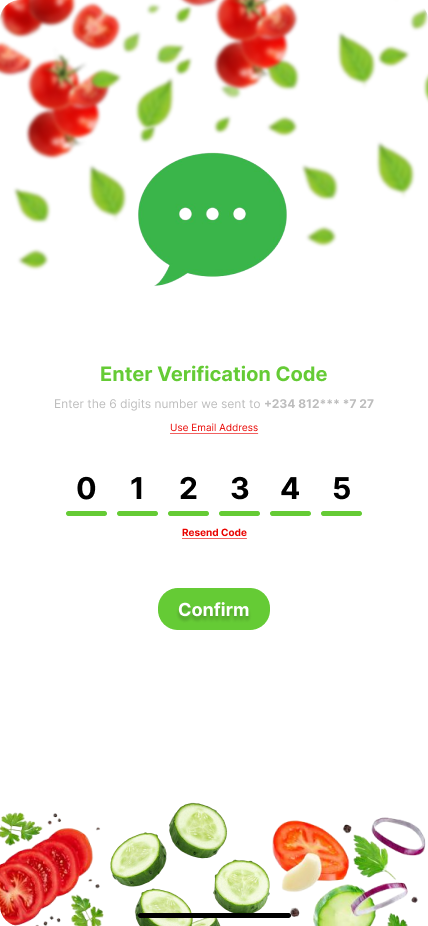 Enter Verification Code
Enter the 6 digits number we sent to +234 812*** *7 27
Use Email Address
0 1 2 3 4 5
Resend Code
Confirm